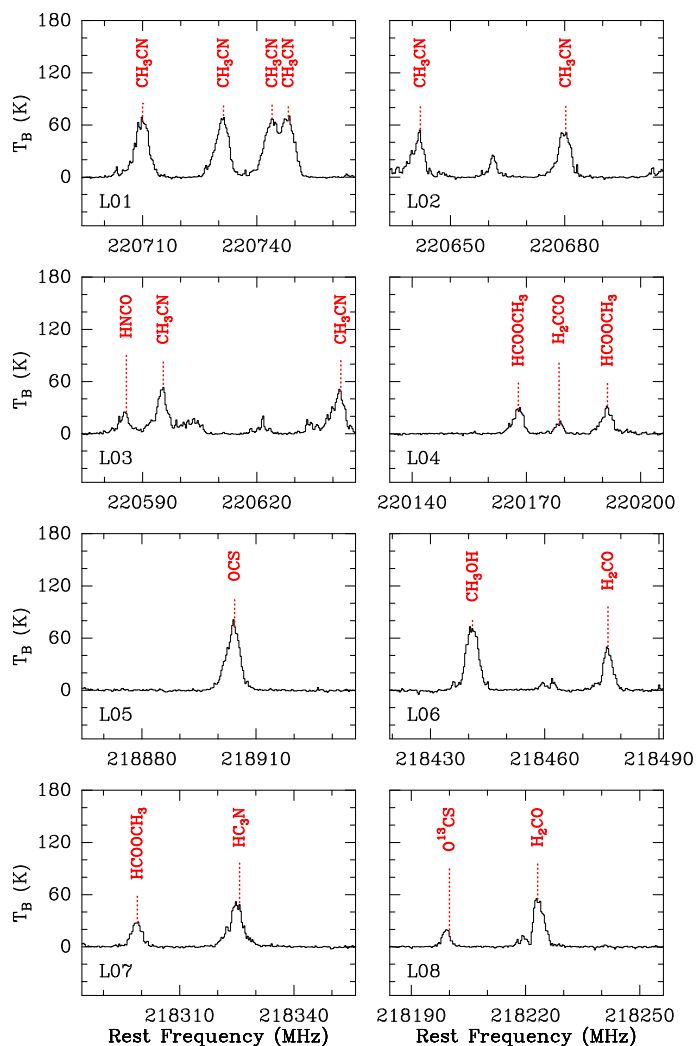 CH₃CN CH₃CN CH₃CN CH₃CN
180
120
60
0
T_B (K)
L01
220710 220740
CH₃CN CH₃CN
L02
220650 220680
HNCO CH₃CN CH₃CN
180
120
60
0
T_B (K)
L03
220590 220620
HCOOCH₃ H₂CCO HCOOCH₃
L04
220140 220170 220200
OCS
180
120
60
0
T_B (K)
L05
218880 218910
CH₃OH H₂CO
L06
218430 218460 218490
HCOOCH₃ HC₃N
180
120
60
0
T_B (K)
L07
218310 218340
Rest Frequency (MHz)
O¹³CS H₂CO
L08
218190 218220 218250
Rest Frequency (MHz)